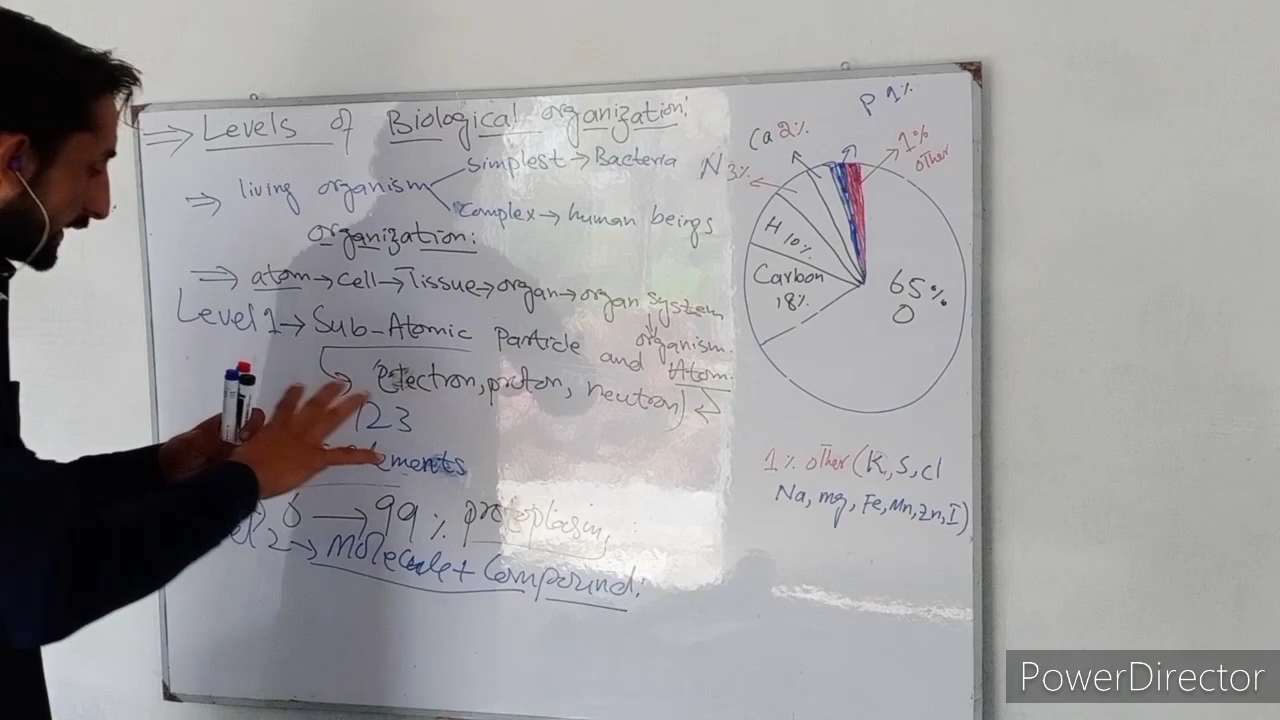 ⇒ Levels of Biological organization:
simplest → Bacteria
⇒ living organism
Complex → human beings
organization:
⇒ atom → Cell → Tissue → organ → organ system
↓
organism.
Level 1 → Sub-Atomic Particle and Atom:
(Electron, proton, neutron)
123
6 → 99 % protoplasm,
2 → Molecule + Compound:
P 1%
Ca 2%
1% other
N 3%
H 10%
Carbon 18%
65%
O
1% other (K, S, Cl
Na, mg, Fe, Mn, Zn, I)
PowerDirector